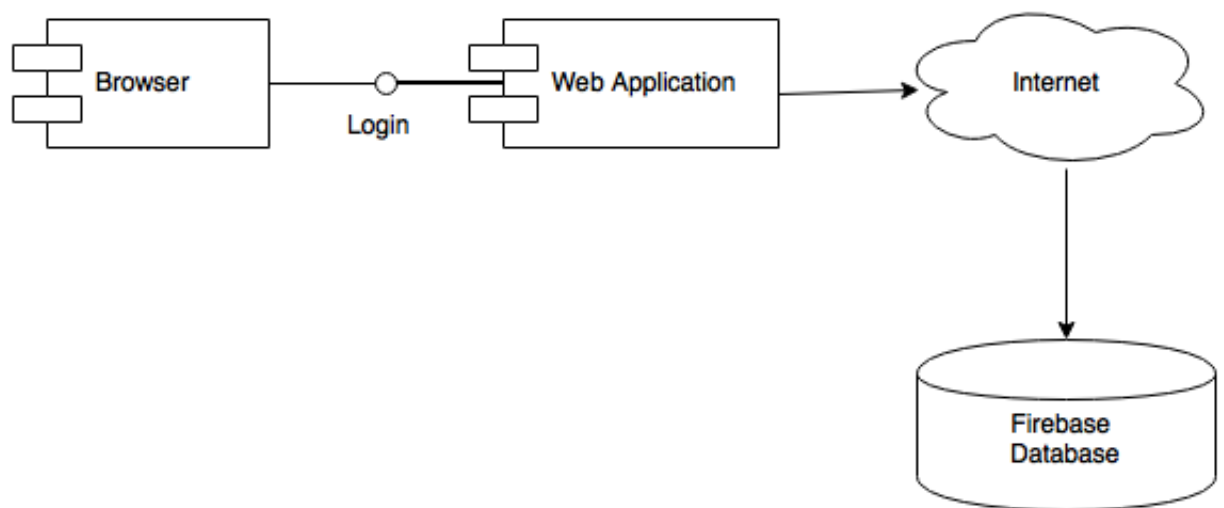 Browser
Login
Web Application
Internet
Firebase
Database